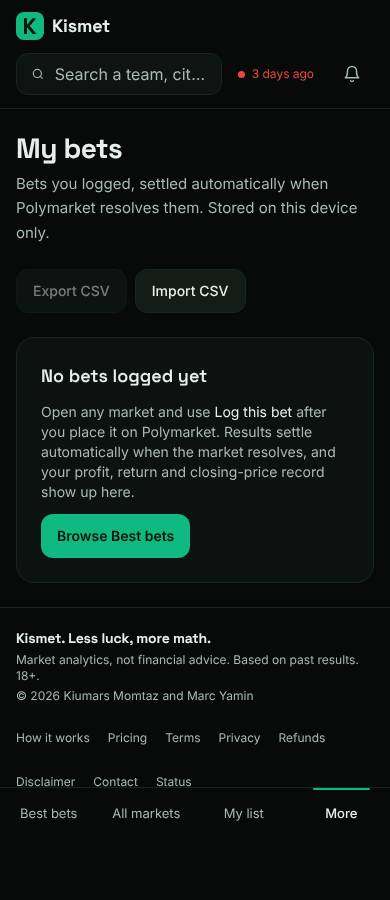 K Kismet
Search a team, cit...
3 days ago
My bets
Bets you logged, settled automatically when
Polymarket resolves them. Stored on this device
only.
Export CSV
Import CSV
No bets logged yet
Open any market and use Log this bet after
you place it on Polymarket. Results settle
automatically when the market resolves, and
your profit, return and closing-price record
show up here.
Browse Best bets
Kismet. Less luck, more math.
Market analytics, not financial advice. Based on past results.
18+.
© 2026 Kiumars Momtaz and Marc Yamin
How it works Pricing Terms Privacy Refunds
Disclaimer Contact Status
Best bets All markets My list More